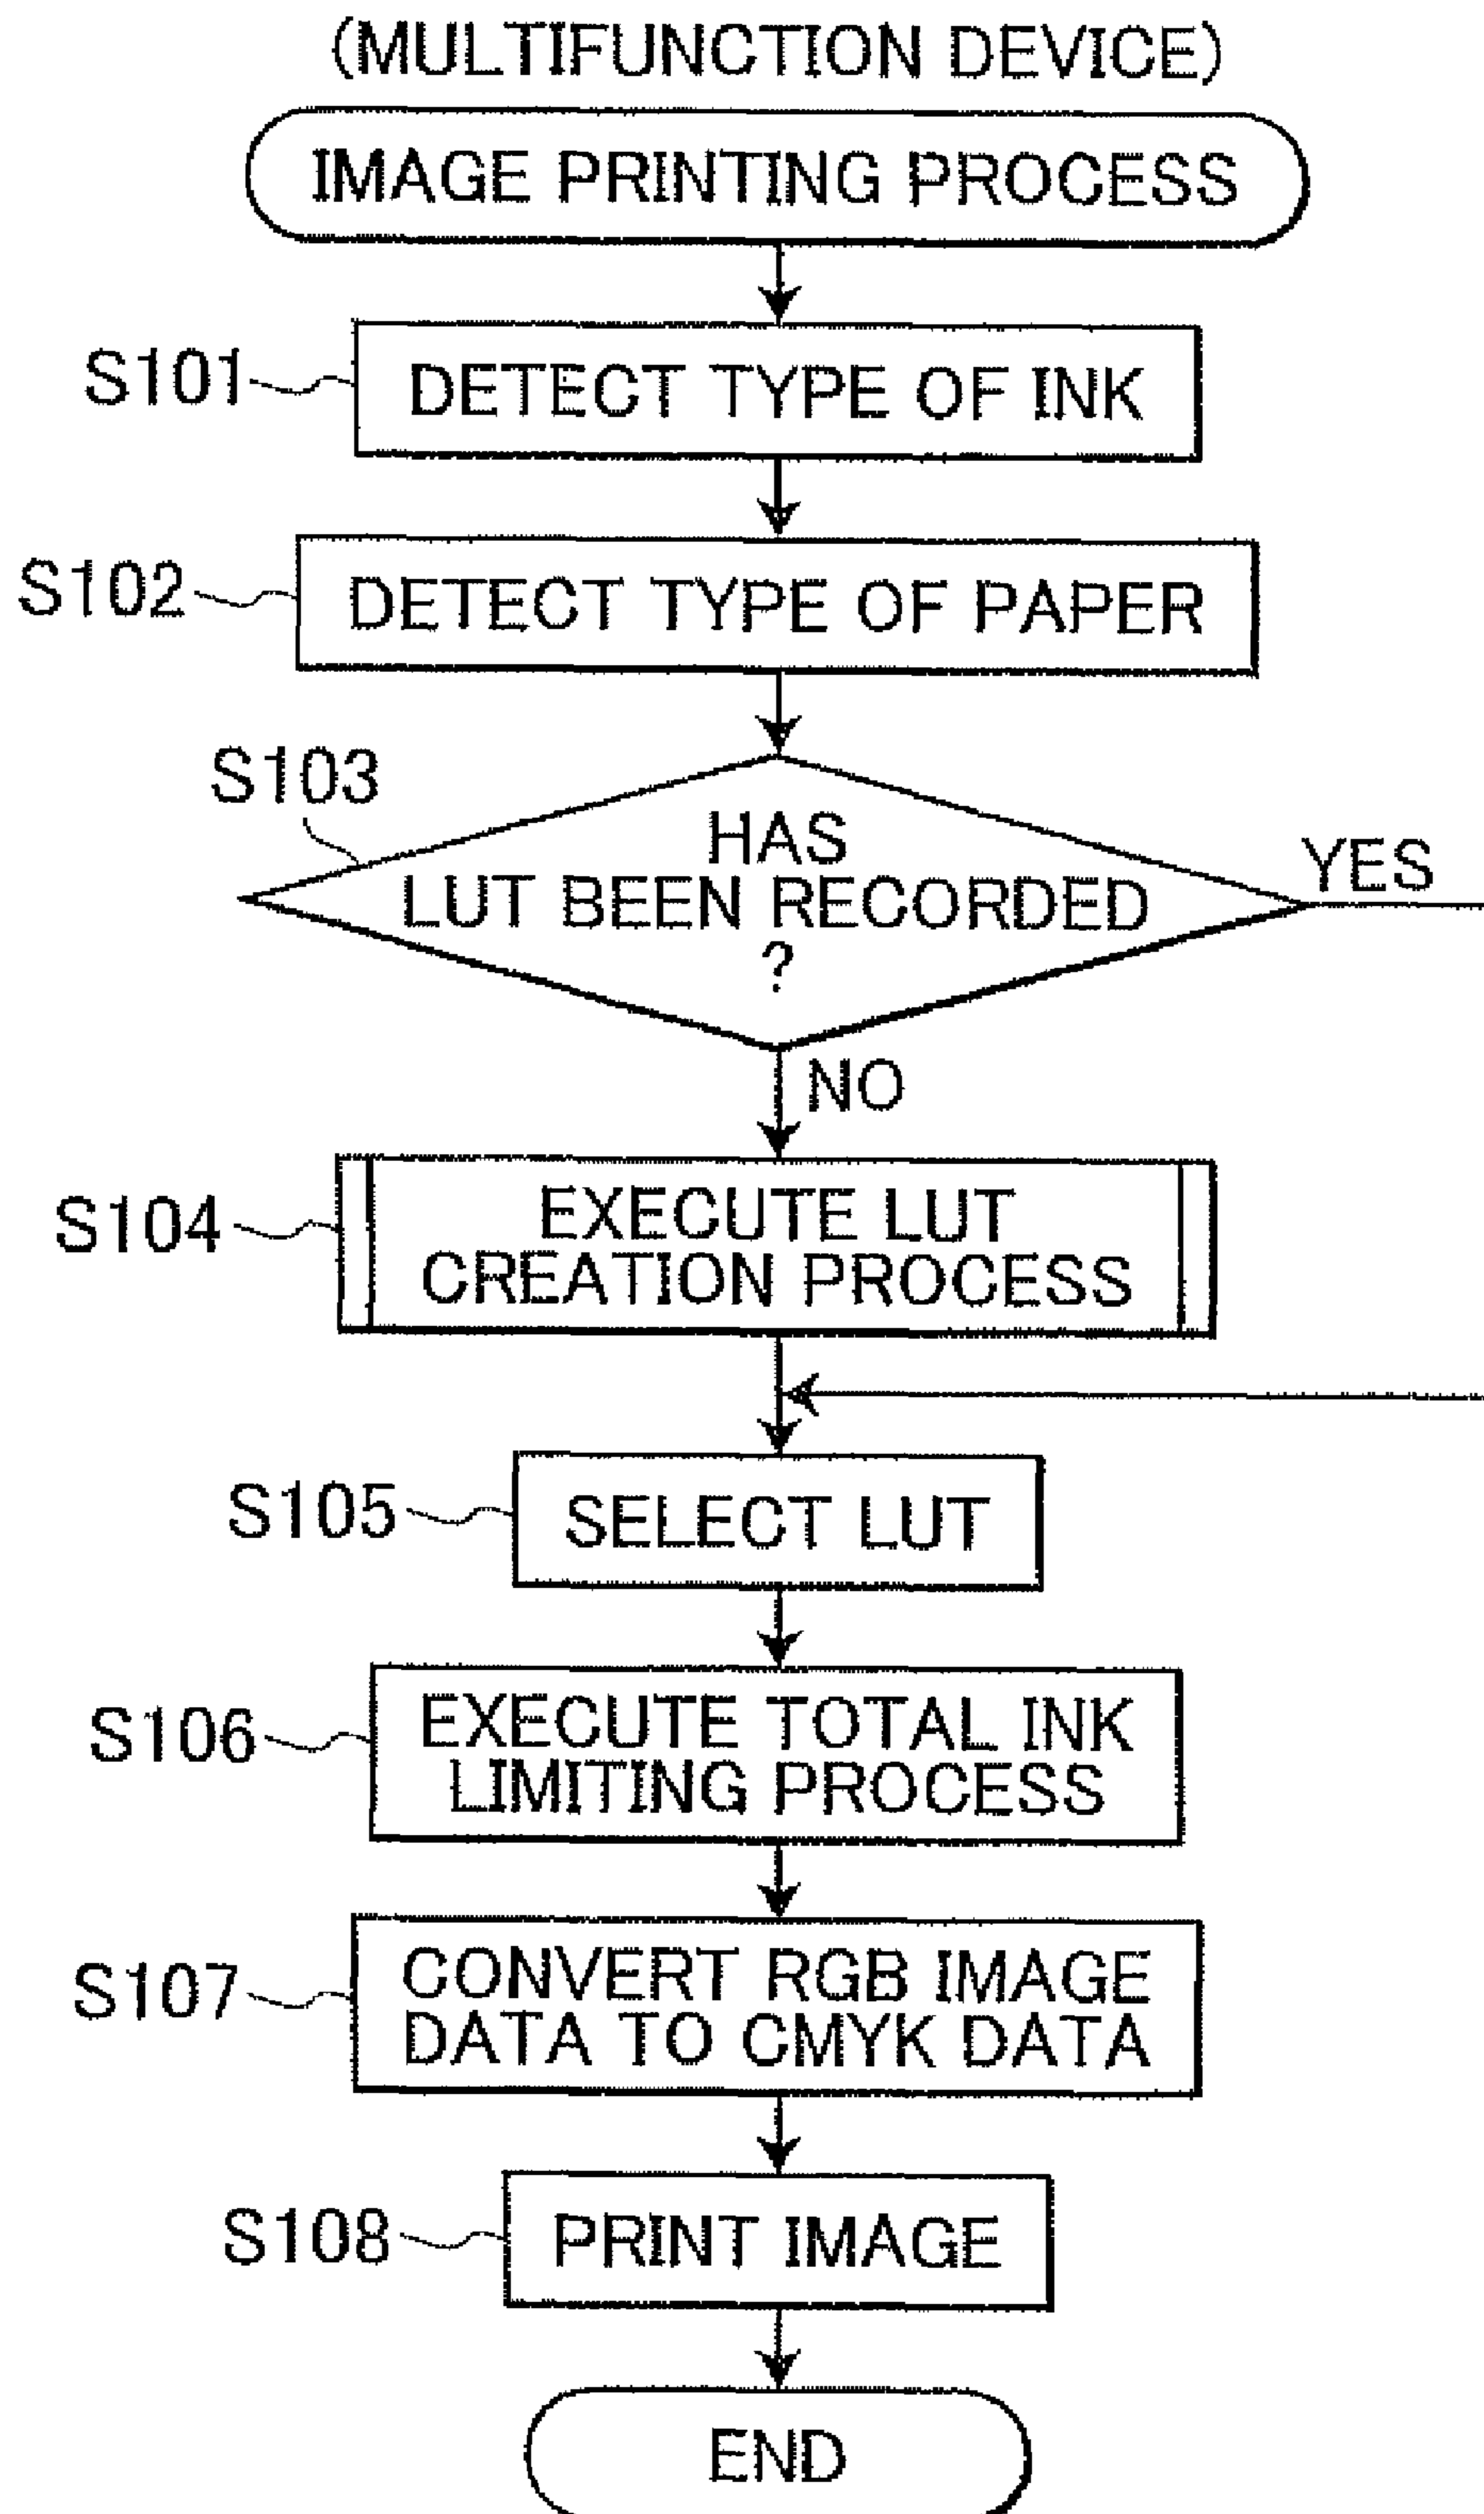 (MULTIFUNCTION DEVICE)
IMAGE PRINTING PROCESS
S101
DETECT TYPE OF INK
S102
DETECT TYPE OF PAPER
S103
HAS
LUT BEEN RECORDED
?
YES
NO
S104
EXECUTE LUT
CREATION PROCESS
S105
SELECT LUT
S106
EXECUTE TOTAL INK
LIMITING PROCESS
S107
CONVERT RGB IMAGE
DATA TO CMYK DATA
S108
PRINT IMAGE
END